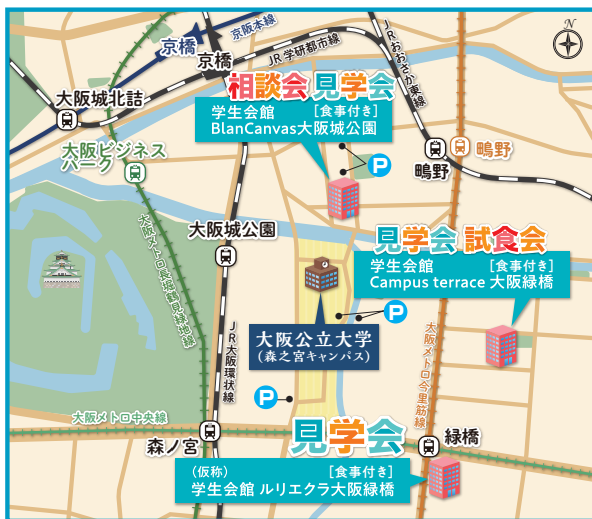 京橋
京阪本線
京橋
JR学研都市線
JRおおさか東線
N
大阪城北詰
相談会 見学会
学生会館 [食事付き]
BlanCanvas大阪城公園
P
鴫野
鴫野
大阪ビジネス
パーク
大阪メトロ長堀鶴見緑地線
大阪城公園
見学会 試食会
学生会館 [食事付き]
Campus terrace 大阪緑橋
P
大阪公立大学
(森之宮キャンパス)
JR大阪環状線
大阪メトロ今里筋線
P
大阪メトロ中央線
森ノ宮
見学会
緑橋
(仮称) [食事付き]
学生会館 ルリエクラ大阪緑橋